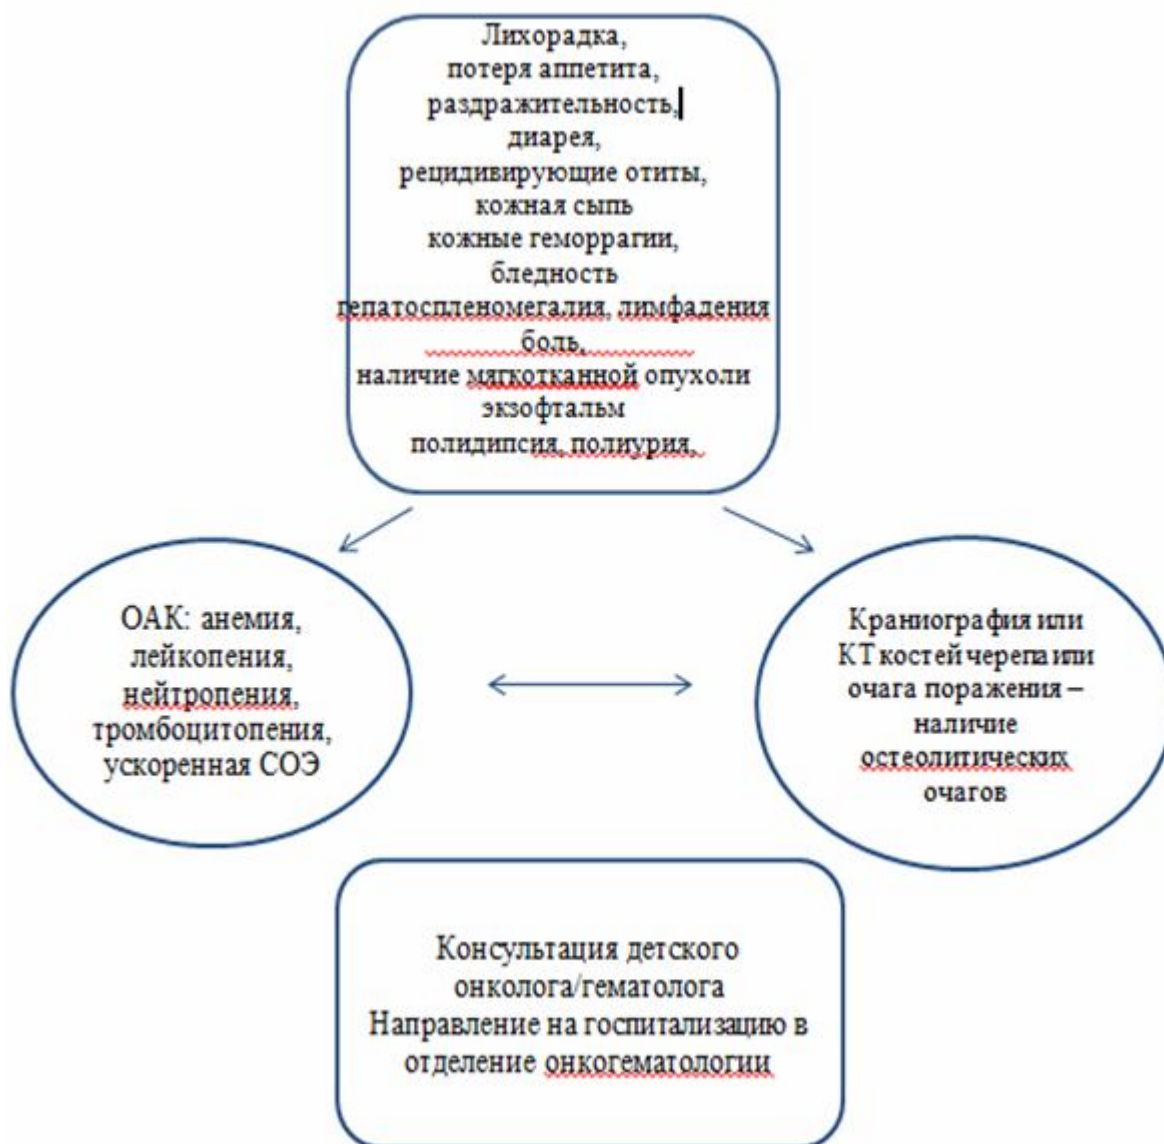 Лихорадка,
потеря аппетита,
раздражительность,
диарея,
рецидивирующие отиты,
кожная сыпь
кожные геморрагии,
бледность
гепатоспленомегалия, лимфадения
боль,
наличие мягкотканной опухоли
экзофтальм
полидипсия, полиурия,
ОАК: анемия,
лейкопения,
нейтропения,
тромбоцитопения,
ускоренная СОЭ
Краниография или
КТ костей черепа или
очага поражения –
наличие
остеолитических
очагов
Консультация детского
онколога/гематолога
Направление на госпитализацию в
отделение онкогематологии